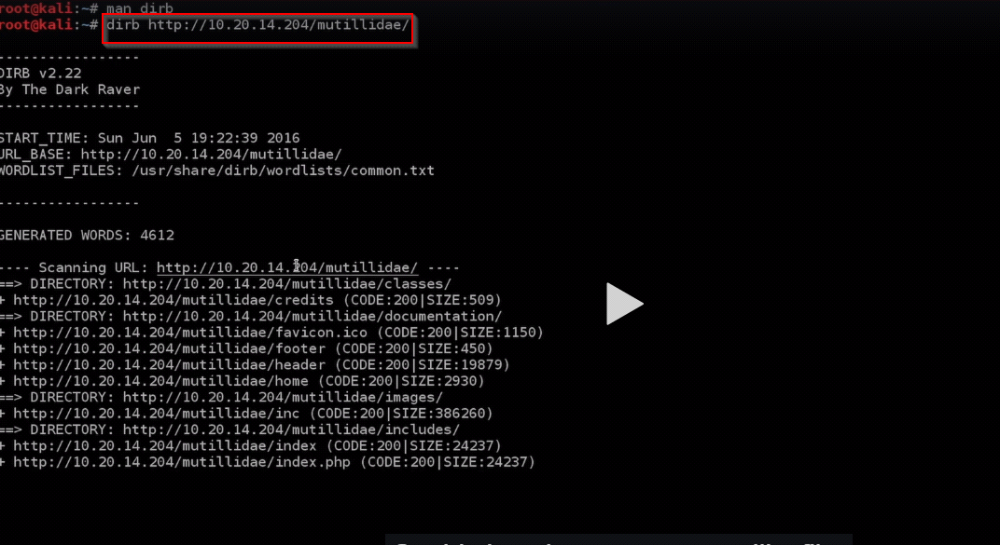 root@kali:~# man dirb
root@kali:~# dirb http://10.20.14.204/mutillidae/
-----------------
DIRB v2.22
By The Dark Raver
-----------------
START_TIME: Sun Jun  5 19:22:39 2016
URL_BASE: http://10.20.14.204/mutillidae/
WORDLIST_FILES: /usr/share/dirb/wordlists/common.txt
-----------------
GENERATED WORDS: 4612
---- Scanning URL: http://10.20.14.204/mutillidae/ ----
==> DIRECTORY: http://10.20.14.204/mutillidae/classes/
+ http://10.20.14.204/mutillidae/credits (CODE:200|SIZE:509)
==> DIRECTORY: http://10.20.14.204/mutillidae/documentation/
+ http://10.20.14.204/mutillidae/favicon.ico (CODE:200|SIZE:1150)
+ http://10.20.14.204/mutillidae/footer (CODE:200|SIZE:450)
+ http://10.20.14.204/mutillidae/header (CODE:200|SIZE:19879)
+ http://10.20.14.204/mutillidae/home (CODE:200|SIZE:2930)
==> DIRECTORY: http://10.20.14.204/mutillidae/images/
+ http://10.20.14.204/mutillidae/inc (CODE:200|SIZE:386260)
==> DIRECTORY: http://10.20.14.204/mutillidae/includes/
+ http://10.20.14.204/mutillidae/index (CODE:200|SIZE:24237)
+ http://10.20.14.204/mutillidae/index.php (CODE:200|SIZE:24237)